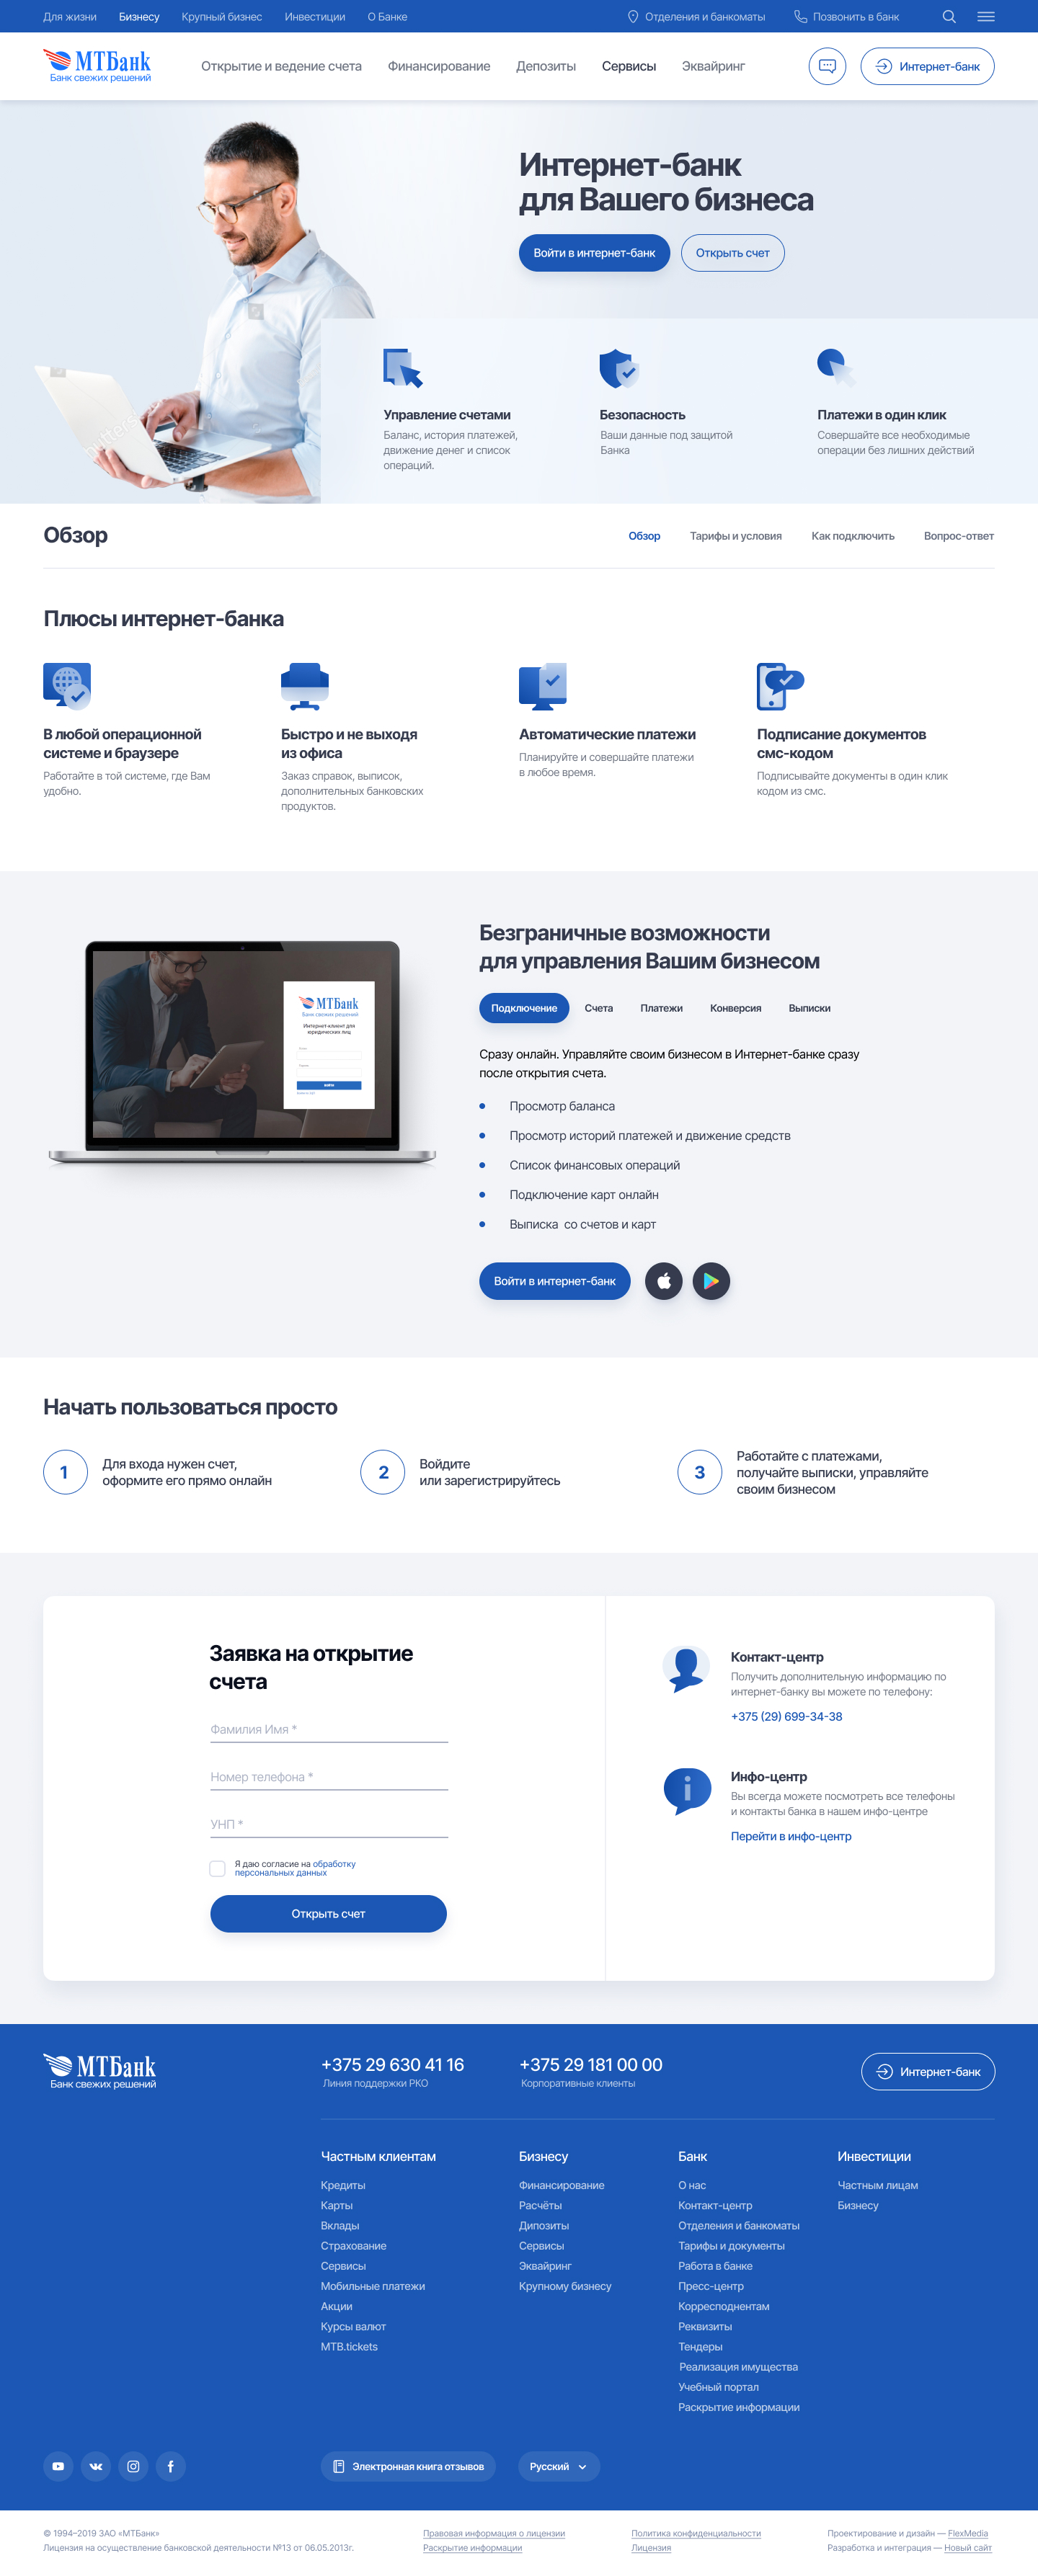 Для жизни Бизнесу Крупный бизнес Инвестиции О Банке Отделения и банкоматы Позвонить в банк
МТБанк
Банк свежих решений
Открытие и ведение счета Финансирование Депозиты Сервисы Эквайринг Интернет-банк
Интернет-банк
для Вашего бизнеса
Войти в интернет-банк Открыть счет
Управление счетами
Баланс, история платежей,
движение денег и список
операций.
Безопасность
Ваши данные под защитой
Банка
Платежи в один клик
Совершайте все необходимые
операции без лишних действий
Обзор
Обзор Тарифы и условия Как подключить Вопрос-ответ
Плюсы интернет-банка
В любой операционной
системе и браузере
Работайте в той системе, где Вам
удобно.
Быстро и не выходя
из офиса
Заказ справок, выписок,
дополнительных банковских
продуктов.
Автоматические платежи
Планируйте и совершайте платежи
в любое время.
Подписание документов
смс-кодом
Подписывайте документы в один клик
кодом из смс.
МТБанк
Банк свежих решений
Интернет-клиент для
юридических лиц
Безграничные возможности
для управления Вашим бизнесом
Подключение Счета Платежи Конверсия Выписки
Сразу онлайн. Управляйте своим бизнесом в Интернет-банке сразу
после открытия счета.
Просмотр баланса
Просмотр историй платежей и движение средств
Список финансовых операций
Подключение карт онлайн
Выписка со счетов и карт
Войти в интернет-банк
Начать пользоваться просто
1
Для входа нужен счет,
оформите его прямо онлайн
2
Войдите
или зарегистрируйтесь
3
Работайте с платежами,
получайте выписки, управляйте
своим бизнесом
Заявка на открытие
счета
Фамилия Имя *
Номер телефона *
УНП *
Я даю согласие на обработку
персональных данных
Открыть счет
Контакт-центр
Получить дополнительную информацию по
интернет-банку вы можете по телефону:
+375 (29) 699-34-38
Инфо-центр
Вы всегда можете посмотреть все телефоны
и контакты банка в нашем инфо-центре
Перейти в инфо-центр
МТБанк
Банк свежих решений
+375 29 630 41 16
Линия поддержки РКО
+375 29 181 00 00
Корпоративные клиенты
Интернет-банк
Частным клиентам
Кредиты
Карты
Вклады
Страхование
Сервисы
Мобильные платежи
Акции
Курсы валют
MTB.tickets
Бизнесу
Финансирование
Расчёты
Дипозиты
Сервисы
Эквайринг
Крупному бизнесу
Банк
О нас
Контакт-центр
Отделения и банкоматы
Тарифы и документы
Работа в банке
Пресс-центр
Корресподнентам
Реквизиты
Тендеры
Реализация имущества
Учебный портал
Раскрытие информации
Инвестиции
Частным лицам
Бизнесу
Электронная книга отзывов Русский
© 1994–2019 ЗАО «МТБанк»
Лицензия на осуществление банковской деятельности №13 от 06.05.2013г.
Правовая информация о лицензии
Раскрытие информации
Политика конфиденциальности
Лицензия
Проектирование и дизайн — FlexMedia
Разработка и интеграция — Новый сайт